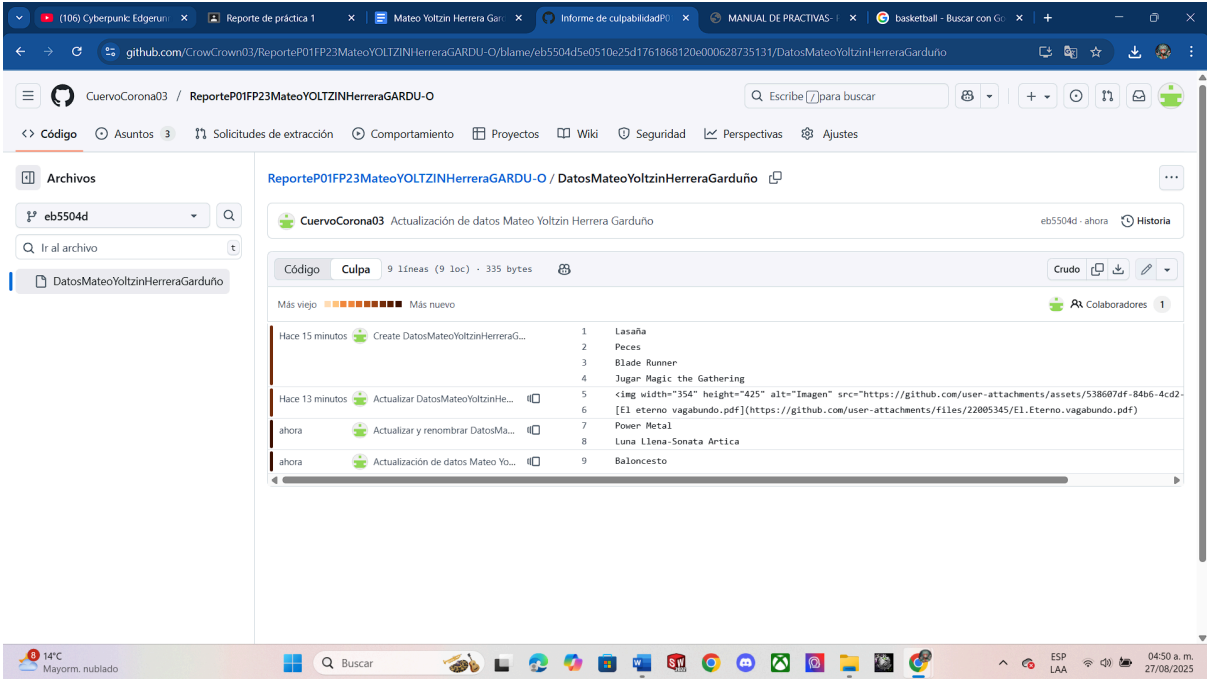 (106) Cyberpunk: Edgerun
Reporte de práctica 1
Mateo Yoltzin Herrera Gar
Informe de culpabilidadP0
MANUAL DE PRACTIVAS- F
basketball - Buscar con Go
github.com/CrowCrown03/ReporteP01FP23MateoYOLTZINHerreraGARDU-O/blame/eb5504d5e0510e25d1761868120e000628735131/DatosMateoYoltzinHerreraGarduño
CuervoCorona03 / ReporteP01FP23MateoYOLTZINHerreraGARDU-O
Escribe / para buscar
Código
Asuntos 3
Solicitudes de extracción
Comportamiento
Proyectos
Wiki
Seguridad
Perspectivas
Ajustes
Archivos
eb5504d
Ir al archivo
t
DatosMateoYoltzinHerreraGarduño
ReporteP01FP23MateoYOLTZINHerreraGARDU-O / DatosMateoYoltzinHerreraGarduño
CuervoCorona03 Actualización de datos Mateo Yoltzin Herrera Garduño
eb5504d · ahora
Historia
Código
Culpa
9 líneas (9 loc) · 335 bytes
Crudo
Más viejo
Más nuevo
Colaboradores 1
Hace 15 minutos Create DatosMateoYoltzinHerreraG... 1 Lasaña
2 Peces
3 Blade Runner
4 Jugar Magic the Gathering
Hace 13 minutos Actualizar DatosMateoYoltzinHe... 5 <img width="354" height="425" alt="Imagen" src="https://github.com/user-attachments/assets/538607df-84b6-4cd2-
6 [El eterno vagabundo.pdf](https://github.com/user-attachments/files/22005345/El.Eterno.vagabundo.pdf)
ahora Actualizar y renombrar DatosMa... 7 Power Metal
8 Luna Llena-Sonata Artica
ahora Actualización de datos Mateo Yo... 9 Baloncesto
8
14°C
Mayorm. nublado
Buscar
SW
ESP
LAA
04:50 a. m.
27/08/2025